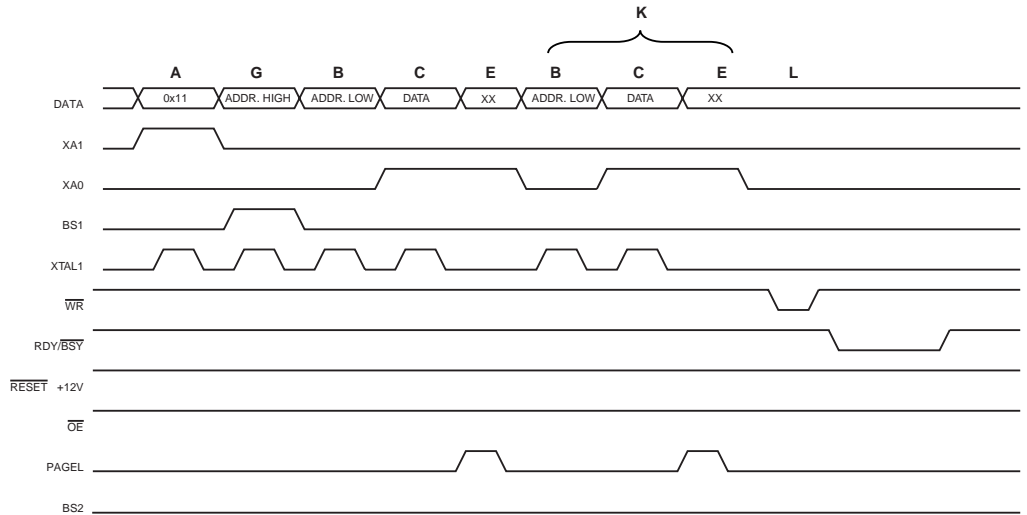 K
A G B C E B C E L
DATA 0x11 ADDR. HIGH ADDR. LOW DATA XX ADDR. LOW DATA XX
XA1
XA0
BS1
XTAL1
WR
RDY/BSY
RESET +12V
OE
PAGEL
BS2